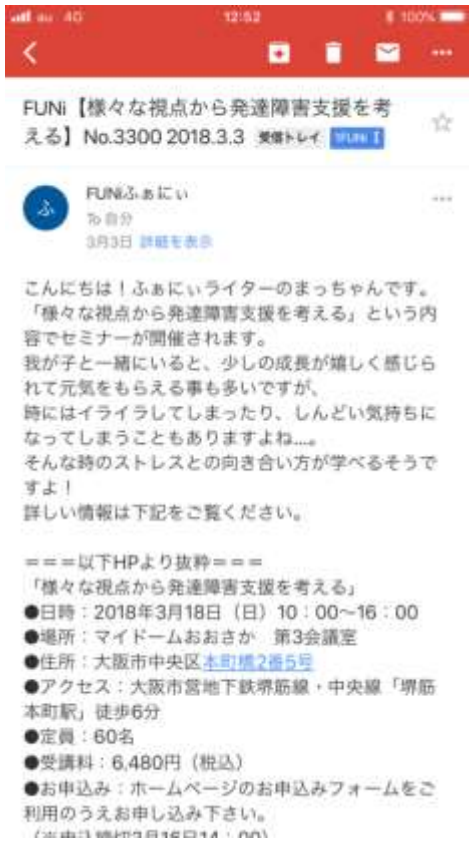 au 4G 12:52 100%
FUNi【様々な視点から発達障害支援を考
える】No.3300 2018.3.3 受信トレイ
ふ
FUNiふぁにぃ
To 自分
3月3日 詳細を表示
こんにちは！ふぁにぃライターのまっちゃんです。
「様々な視点から発達障害支援を考える」という内
容でセミナーが開催されます。
我が子と一緒にいると、少しの成長が嬉しく感じら
れて元気をもらえる事も多いですが、
時にはイライラしてしまったり、しんどい気持ちに
なってしまうこともありますよね…。
そんな時のストレスとの向き合い方が学べるそうで
すよ！
詳しい情報は下記をご覧ください。
＝＝＝以下HPより抜粋＝＝＝
「様々な視点から発達障害支援を考える」
●日時：2018年3月18日（日）10：00~16：00
●場所：マイドームおおさか　第3会議室
●住所：大阪市中央区本町橋2番5号
●アクセス：大阪市営地下鉄堺筋線・中央線「堺筋
本町駅」徒歩6分
●定員：60名
●受講料：6,480円（税込）
●お申込み：ホームページのお申込みフォームをご
利用のうえお申し込み下さい。
（※申込締切3月16日14：00）